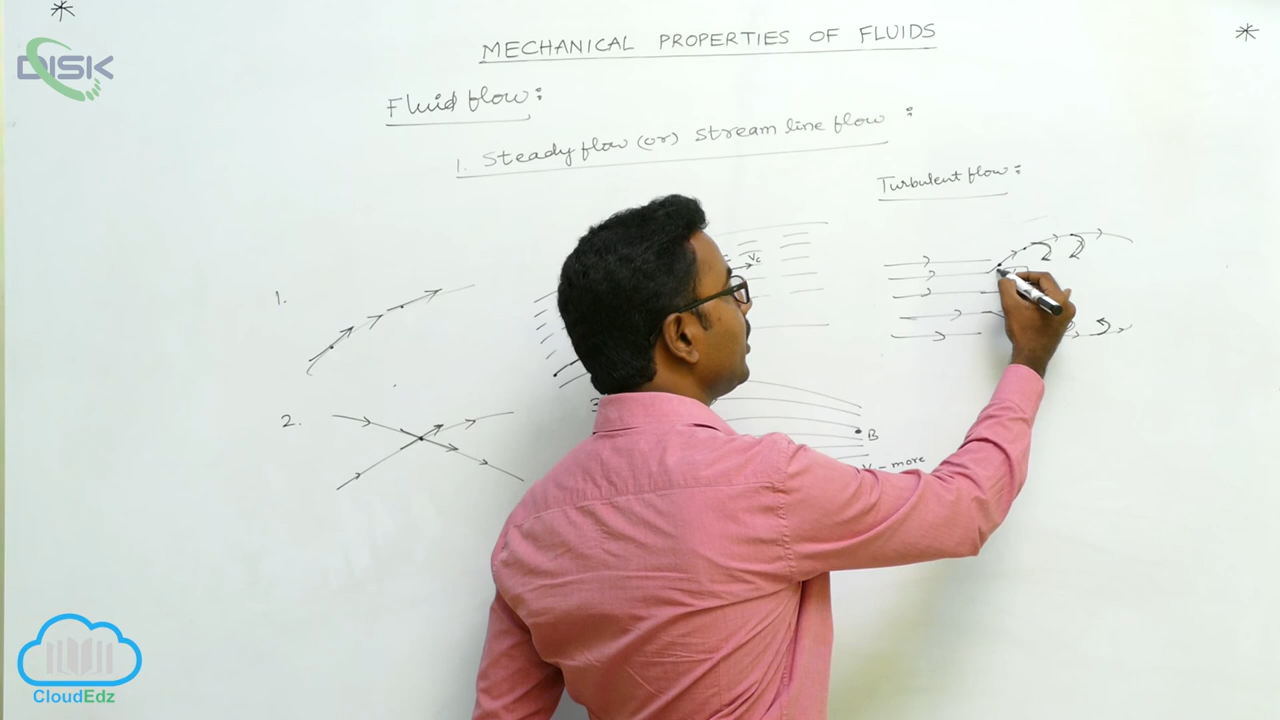 DISK
MECHANICAL PROPERTIES OF FLUIDS
Fluid flow :
1. Steady flow (or) Stream line flow :
Turbulent flow :
Vc
1.
2.
B
- more
CloudEdz